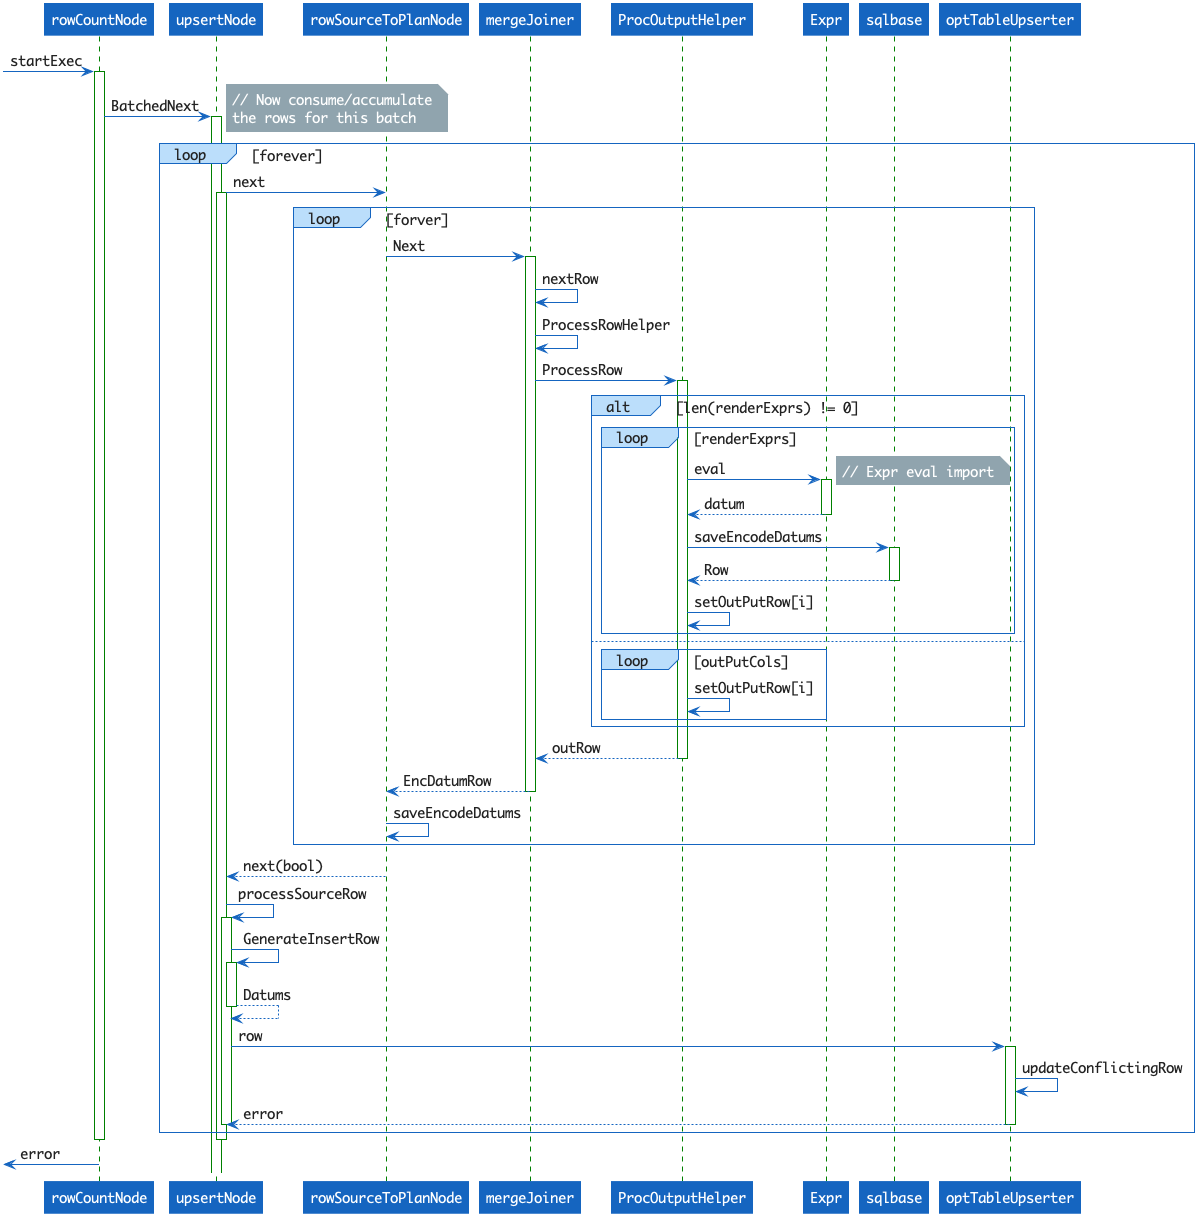 rowCountNode
upsertNode
rowSourceToPlanNode
mergeJoiner
ProcOutputHelper
Expr
sqlbase
optTableUpserter
startExec
BatchedNext
// Now consume/accumulate
the rows for this batch
loop
[forever]
next
loop
[forver]
Next
nextRow
ProcessRowHelper
ProcessRow
alt
[len(renderExprs) != 0]
loop
[renderExprs]
eval
// Expr eval import
datum
saveEncodeDatums
Row
setOutPutRow[i]
loop
[outPutCols]
setOutPutRow[i]
outRow
EncDatumRow
saveEncodeDatums
next(bool)
processSourceRow
GenerateInsertRow
Datums
row
updateConflictingRow
error
error
rowCountNode
upsertNode
rowSourceToPlanNode
mergeJoiner
ProcOutputHelper
Expr
sqlbase
optTableUpserter